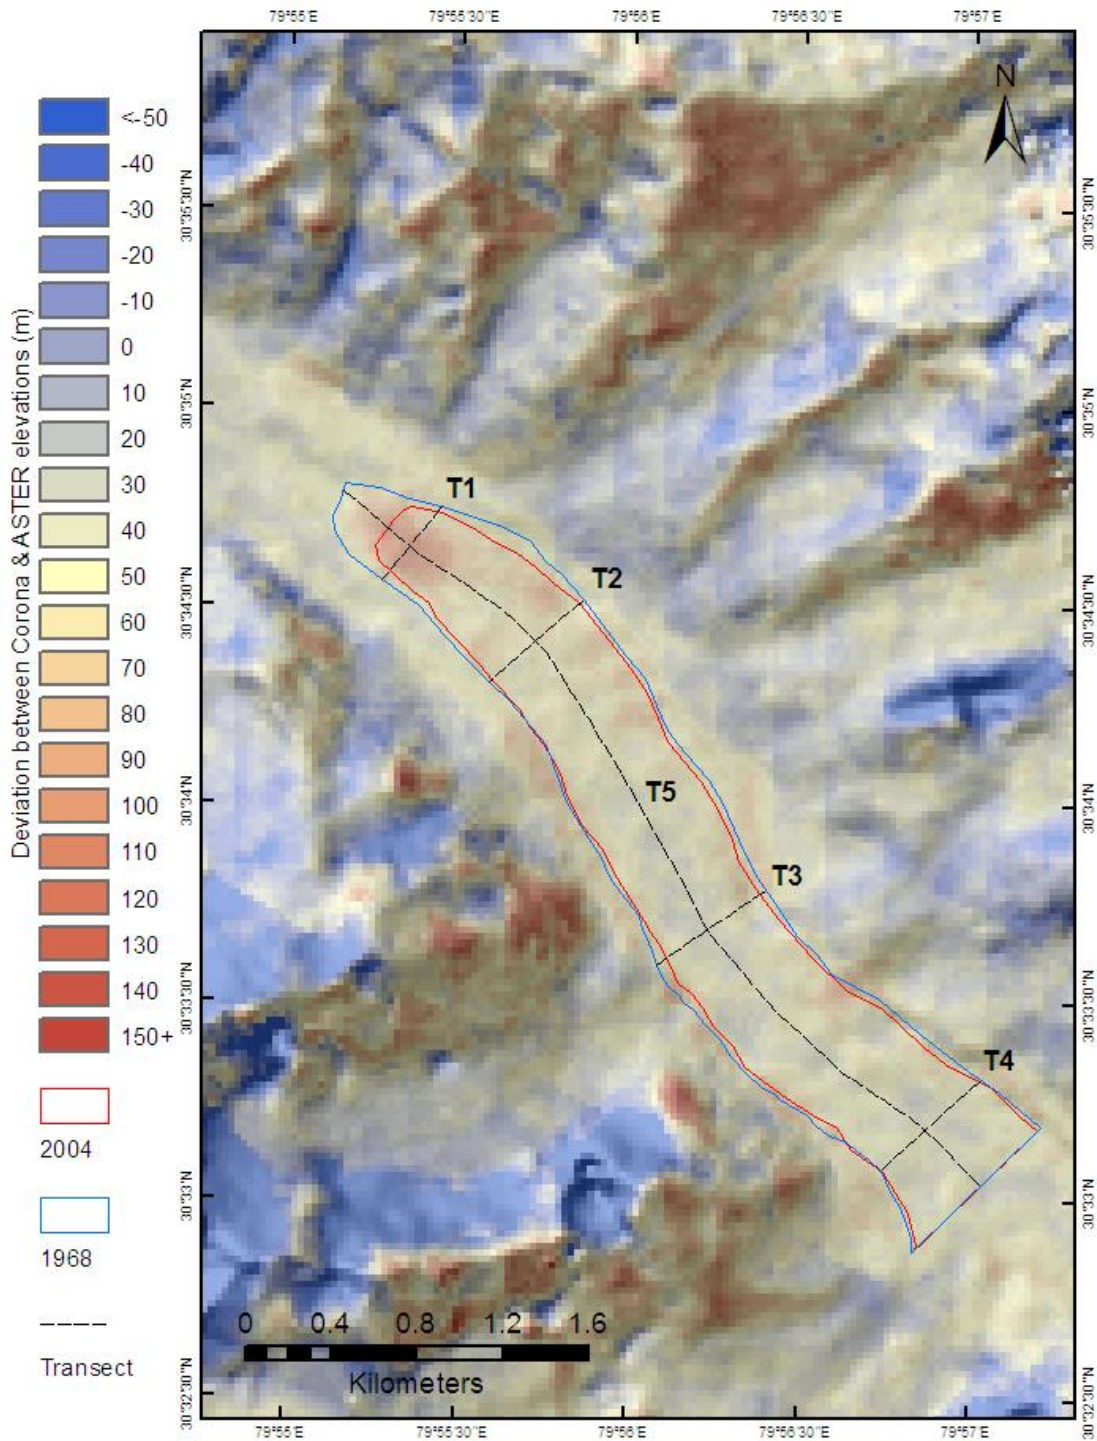 79°55'E 79°55'30"E 79°56'E 79°56'30"E 79°57'E
N
Deviation between Corona & ASTER elevations (m)
<-50
-40
-30
-20
-10
0
10
20
30
40
50
60
70
80
90
100
110
120
130
140
150+
2004
1968
Transect
30°35'30"N
30°35'N
30°34'30"N
30°34'N
30°33'30"N
30°33'N
30°32'30"N
T1
T2
T5
T3
T4
30°35'30"N
30°35'N
30°34'30"N
30°34'N
30°33'30"N
30°33'N
30°32'30"N
0 0.4 0.8 1.2 1.6
Kilometers
79°55'E 79°55'30"E 79°56'E 79°56'30"E 79°57'E